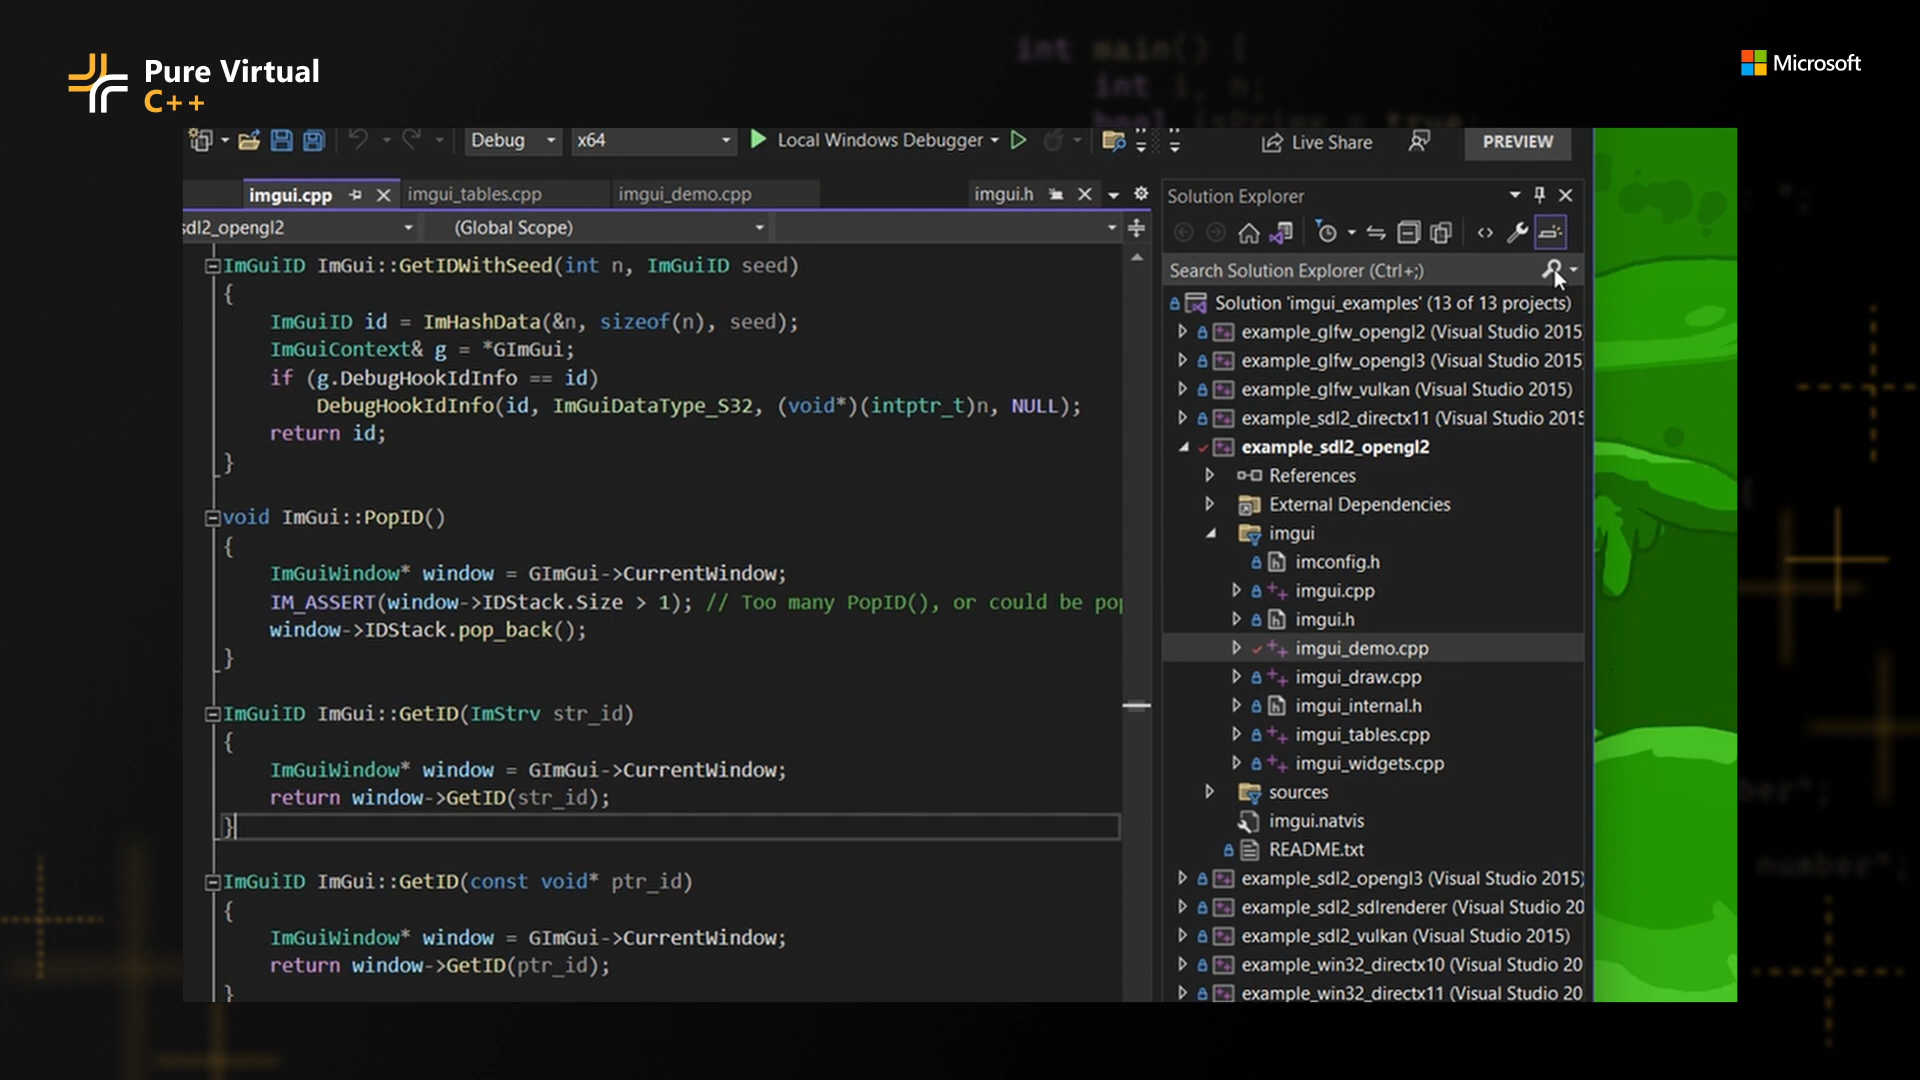 Pure Virtual
C++
Microsoft
int main() {
int i, n;
bool isPrime = true;
Debug
x64
Local Windows Debugger
Live Share
PREVIEW
imgui.cpp
imgui_tables.cpp
imgui_demo.cpp
imgui.h
sdl2_opengl2
(Global Scope)
ImGuiID ImGui::GetIDWithSeed(int n, ImGuiID seed)
{
ImGuiID id = ImHashData(&n, sizeof(n), seed);
ImGuiContext& g = *GImGui;
if (g.DebugHookIdInfo == id)
DebugHookIdInfo(id, ImGuiDataType_S32, (void*)(intptr_t)n, NULL);
return id;
}
void ImGui::PopID()
{
ImGuiWindow* window = GImGui->CurrentWindow;
IM_ASSERT(window->IDStack.Size > 1); // Too many PopID(), or could be pop
window->IDStack.pop_back();
}
ImGuiID ImGui::GetID(ImStrv str_id)
{
ImGuiWindow* window = GImGui->CurrentWindow;
return window->GetID(str_id);
}
ImGuiID ImGui::GetID(const void* ptr_id)
{
ImGuiWindow* window = GImGui->CurrentWindow;
return window->GetID(ptr_id);
}
Solution Explorer
Search Solution Explorer (Ctrl+;)
Solution 'imgui_examples' (13 of 13 projects)
example_glfw_opengl2 (Visual Studio 2015)
example_glfw_opengl3 (Visual Studio 2015)
example_glfw_vulkan (Visual Studio 2015)
example_sdl2_directx11 (Visual Studio 2015
example_sdl2_opengl2
References
External Dependencies
imgui
imconfig.h
imgui.cpp
imgui.h
imgui_demo.cpp
imgui_draw.cpp
imgui_internal.h
imgui_tables.cpp
imgui_widgets.cpp
sources
imgui.natvis
README.txt
example_sdl2_opengl3 (Visual Studio 2015)
example_sdl2_sdlrenderer (Visual Studio 20
example_sdl2_vulkan (Visual Studio 2015)
example_win32_directx10 (Visual Studio 20
example_win32_directx11 (Visual Studio 20
number";